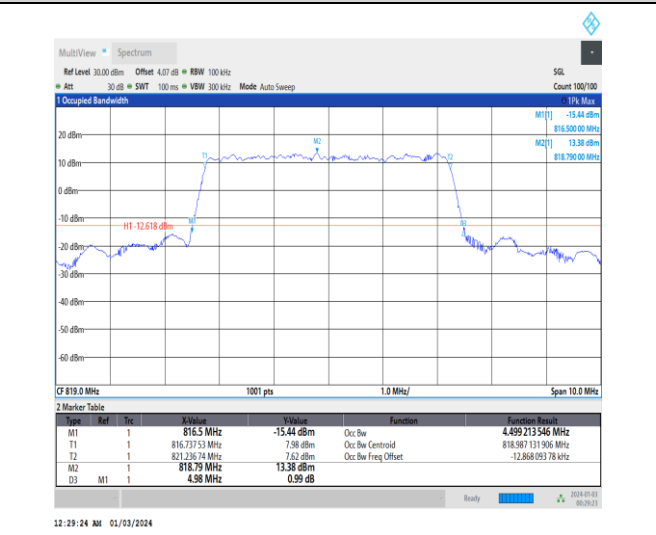 MultiView Spectrum
Ref Level 30.00 dBm Offset 4.07 dB RBW 100 kHz SGL
Att 30 dB SWT 100 ms VBW 300 kHz Mode Auto Sweep Count 100/100
1 Occupied Bandwidth 1Pk Max
M1[1] -15.44 dBm
816.500 00 MHz
20 dBm
M2 M2[1] 13.38 dBm
T1 T2 818.790 00 MHz
10 dBm
0 dBm
-10 dBm
H1 -12.618 dBm M1 D3
-20 dBm
-30 dBm
-40 dBm
-50 dBm
-60 dBm
CF 819.0 MHz 1001 pts 1.0 MHz/ Span 10.0 MHz
2 Marker Table
Type Ref Trc X-Value Y-Value Function Function Result
M1 1 816.5 MHz -15.44 dBm Occ Bw 4.499 213 546 MHz
T1 1 816.737 53 MHz 7.98 dBm Occ Bw Centroid 818.987 131 906 MHz
T2 1 821.236 74 MHz 7.62 dBm Occ Bw Freq Offset -12.868 093 78 kHz
M2 1 818.79 MHz 13.38 dBm
D3 M1 1 4.98 MHz 0.99 dB
Ready 2024-01-03
00:29:23
12:29:24 AM 01/03/2024